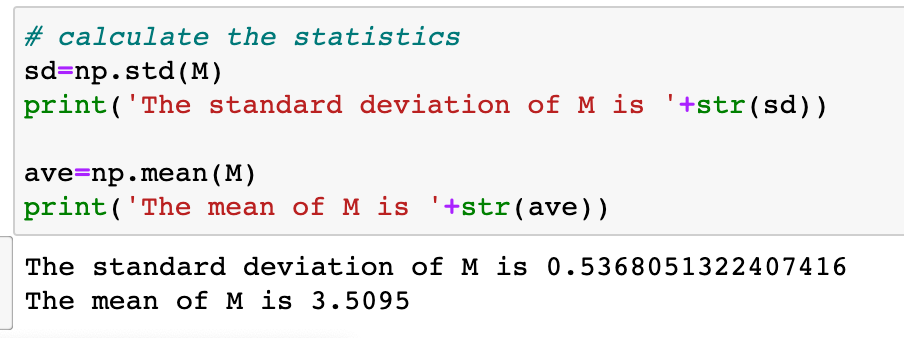 # calculate the statistics
sd=np.std(M)
print('The standard deviation of M is '+str(sd))
ave=np.mean(M)
print('The mean of M is '+str(ave))
The standard deviation of M is 0.5368051322407416
The mean of M is 3.5095